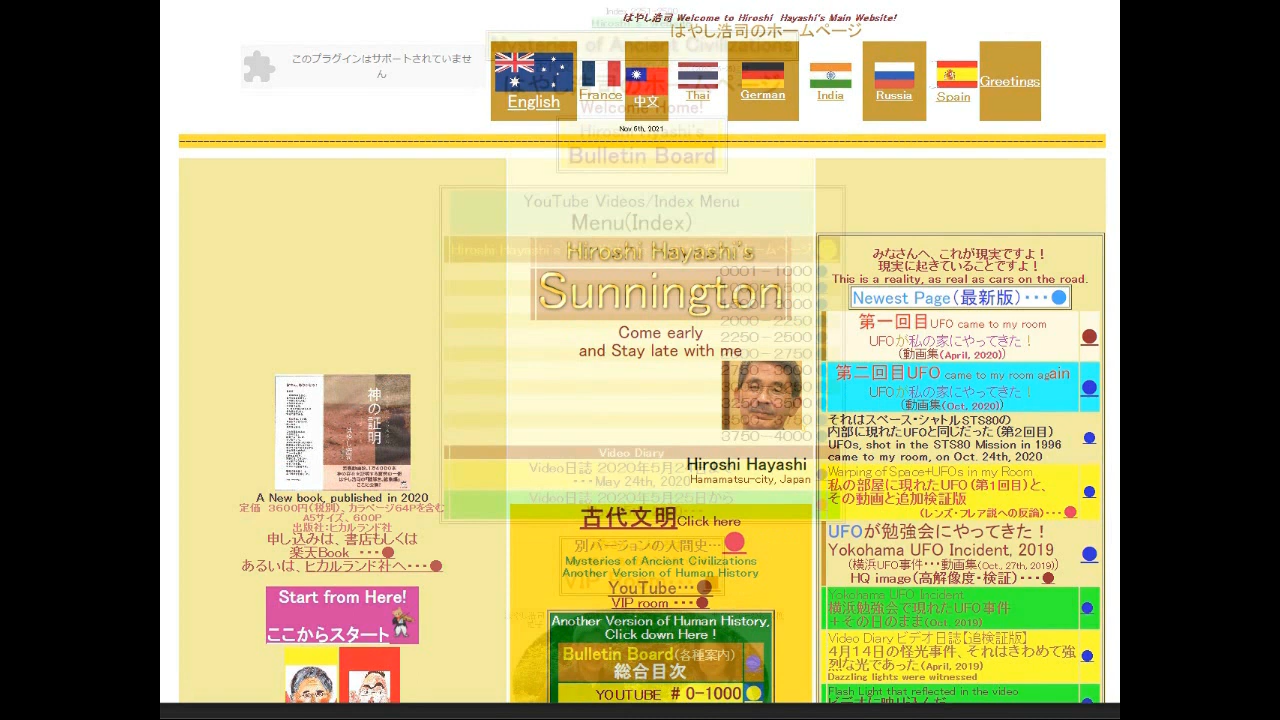 はやし浩司 Welcome to Hiroshi Hayashi's Main Website!
はやし浩司のホームページ
このプラグインはサポートされていません
English
France
中文
Thai
German
India
Russia
Spain
Greetings
Welcome Home!
Nov 6th, 2021
Bulletin Board
YouTube Videos/Index Menu
Menu(Index)
Hiroshi Hayashi's
Sunnington
Come early
and Stay late with me
2000-2250
2250-2500
3750-4000
Video Diary
Hiroshi Hayashi
Hamamatsu-city, Japan
May 24th, 2020
神の証明
A New book, published in 2020
定価 3600円(税別)、カラページ64Pを含む
A5サイズ、600P
出版社:ヒカルランド社
申し込みは、書店もしくは
楽天Book ・・・●
あるいは、ヒカルランド社へ・・・●
Start from Here!
ここからスタート
古代文明Click here
別バージョンの人間史…
Mysteries of Ancient Civilizations
Another Version of Human History
YouTube・・・
VIP room ・・・●
Another Version of Human History,
Click down Here !
Bulletin Board(各種案内)
総合目次
YOUTUBE #0-1000
みなさんへ、これが現実ですよ!
現実に起きていることですよ!
This is a reality, as real as cars on the road.
Newest Page(最新版)・・・●
第一回目UFO came to my room
UFOが私の家にやってきた!
(動画集(April, 2020))
第二回目UFO came to my room again
UFOが私の家にやってきた!
(動画集(Oct. 2020))
それはスペース・シャトルSTS80の
内部に現れたUFOと同じだった(第2回目)
UFOs, shot in the STS80 Mission in 1996
came to my room, on Oct. 24th, 2020
Warping of Space+UFOs in my Room
私の部屋に現れたUFO(第1回目)と、
その動画と追加検証版
(レンズ・フレア説への反論)・・・●
UFOが勉強会にやってきた!
Yokohama UFO Incident, 2019
(横浜UFO事件・・・動画集(Oct., 27th, 2019))
HQ image(高解像度・検証)・・・●
Yokohama UFO Incident
横浜勉強会で現れたUFO事件
+その日のまま(Oct. 2019)
Video Diary ビデオ日誌【追検証版】
4月14日の怪光事件、それはきわめて強
烈な光であった(April, 2019)
Dazzling lights were witnessed
Flash Light that reflected in the video